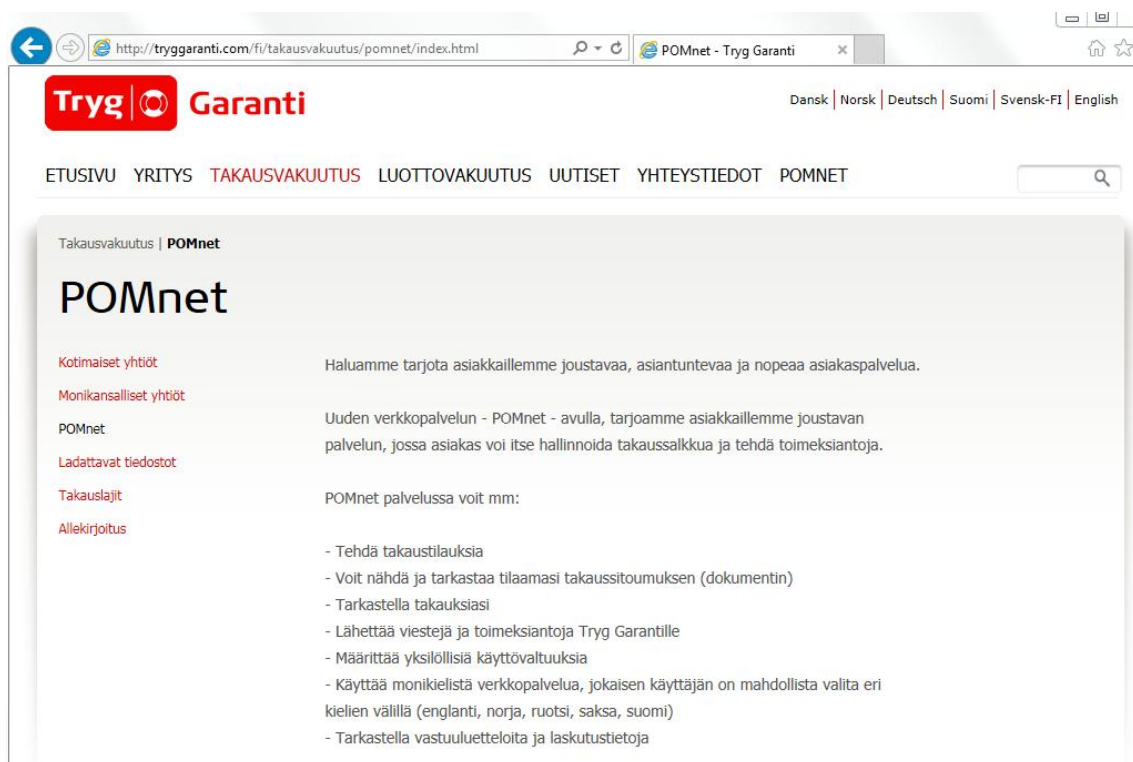 http://tryggaranti.com/fi/takausvakuutus/pomnet/index.html
POMnet - Tryg Garanti
Tryg Garanti
Dansk | Norsk | Deutsch | Suomi | Svensk-FI | English
ETUSIVU YRITYS TAKAUSVAKUUTUS LUOTTOVAKUUTUS UUTISET YHTEYSTIEDOT POMNET
Takausvakuutus | POMnet
POMnet
Kotimaiset yhtiöt
Monikansalliset yhtiöt
POMnet
Ladattavat tiedostot
Takauslajit
Allekirjoitus
Haluamme tarjota asiakkaillemme joustavaa, asiantuntevaa ja nopeaa asiakaspalvelua.
Uuden verkkopalvelun - POMnet - avulla, tarjoamme asiakkaillemme joustavan
palvelun, jossa asiakas voi itse hallinnoida takaussalkkua ja tehdä toimeksiantoja.
POMnet palvelussa voit mm:
- Tehdä takaustilauksia
- Voit nähdä ja tarkastaa tilaamasi takaussitoumuksen (dokumentin)
- Tarkastella takauksiasi
- Lähettää viestejä ja toimeksiantoja Tryg Garantille
- Määrittää yksilöllisiä käyttövaltuuksia
- Käyttää monikielistä verkkopalvelua, jokaisen käyttäjän on mahdollista valita eri
kielien välillä (englanti, norja, ruotsi, saksa, suomi)
- Tarkastella vastuuluetteloita ja laskutustietoja